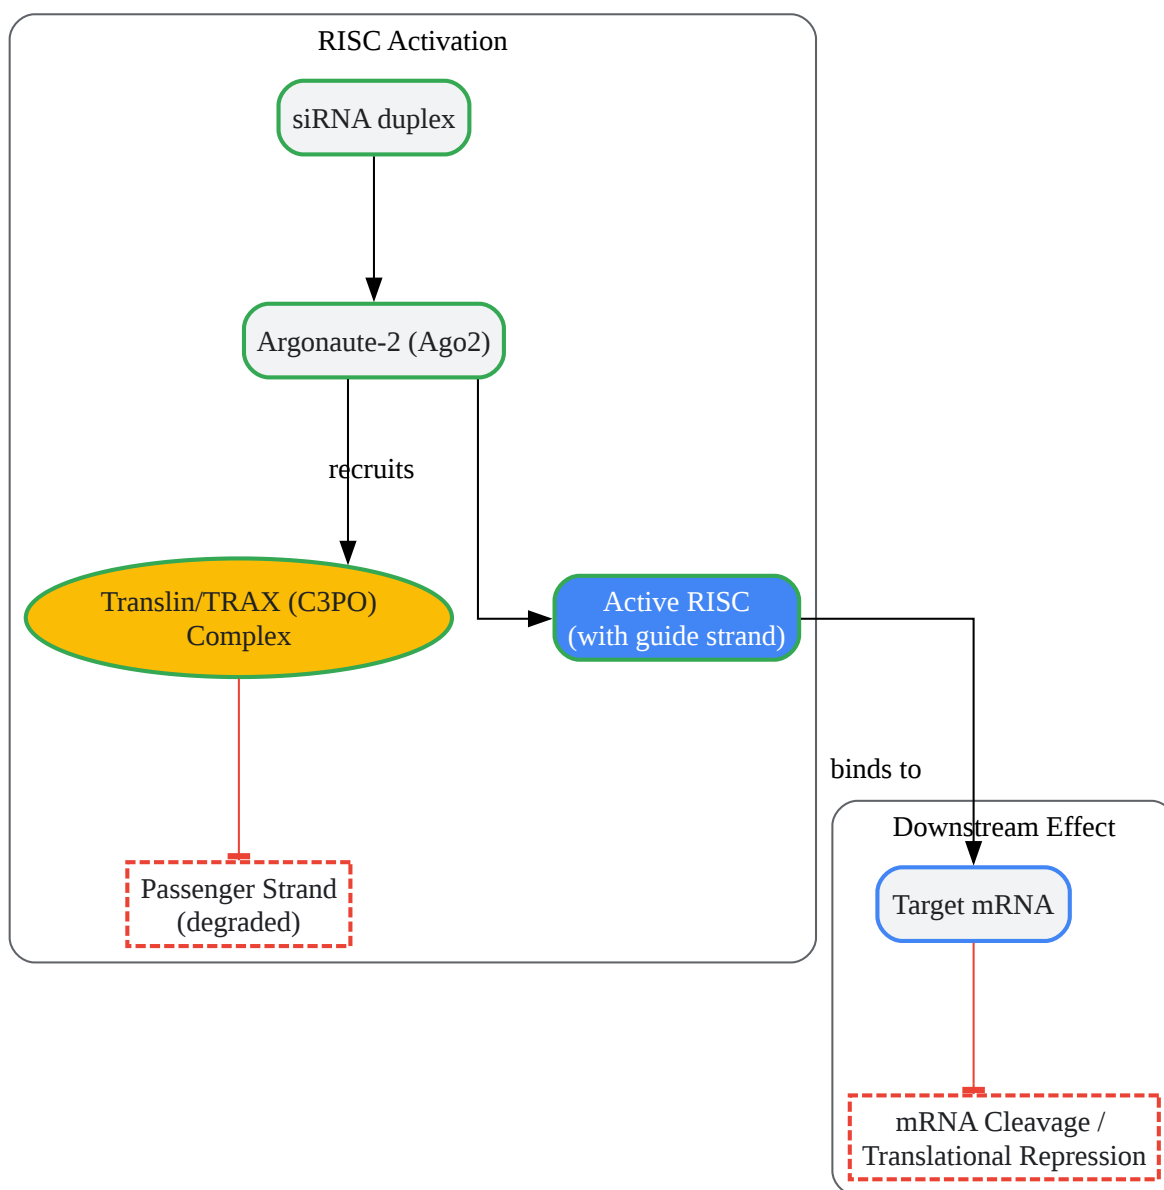 RISC Activation
siRNA duplex
Argonaute-2 (Ago2)
recruits
Translin/TRAX (C3PO)
Complex
Active RISC
(with guide strand)
binds to
Downstream Effect
Passenger Strand
(degraded)
Target mRNA
mRNA Cleavage /
Translational Repression